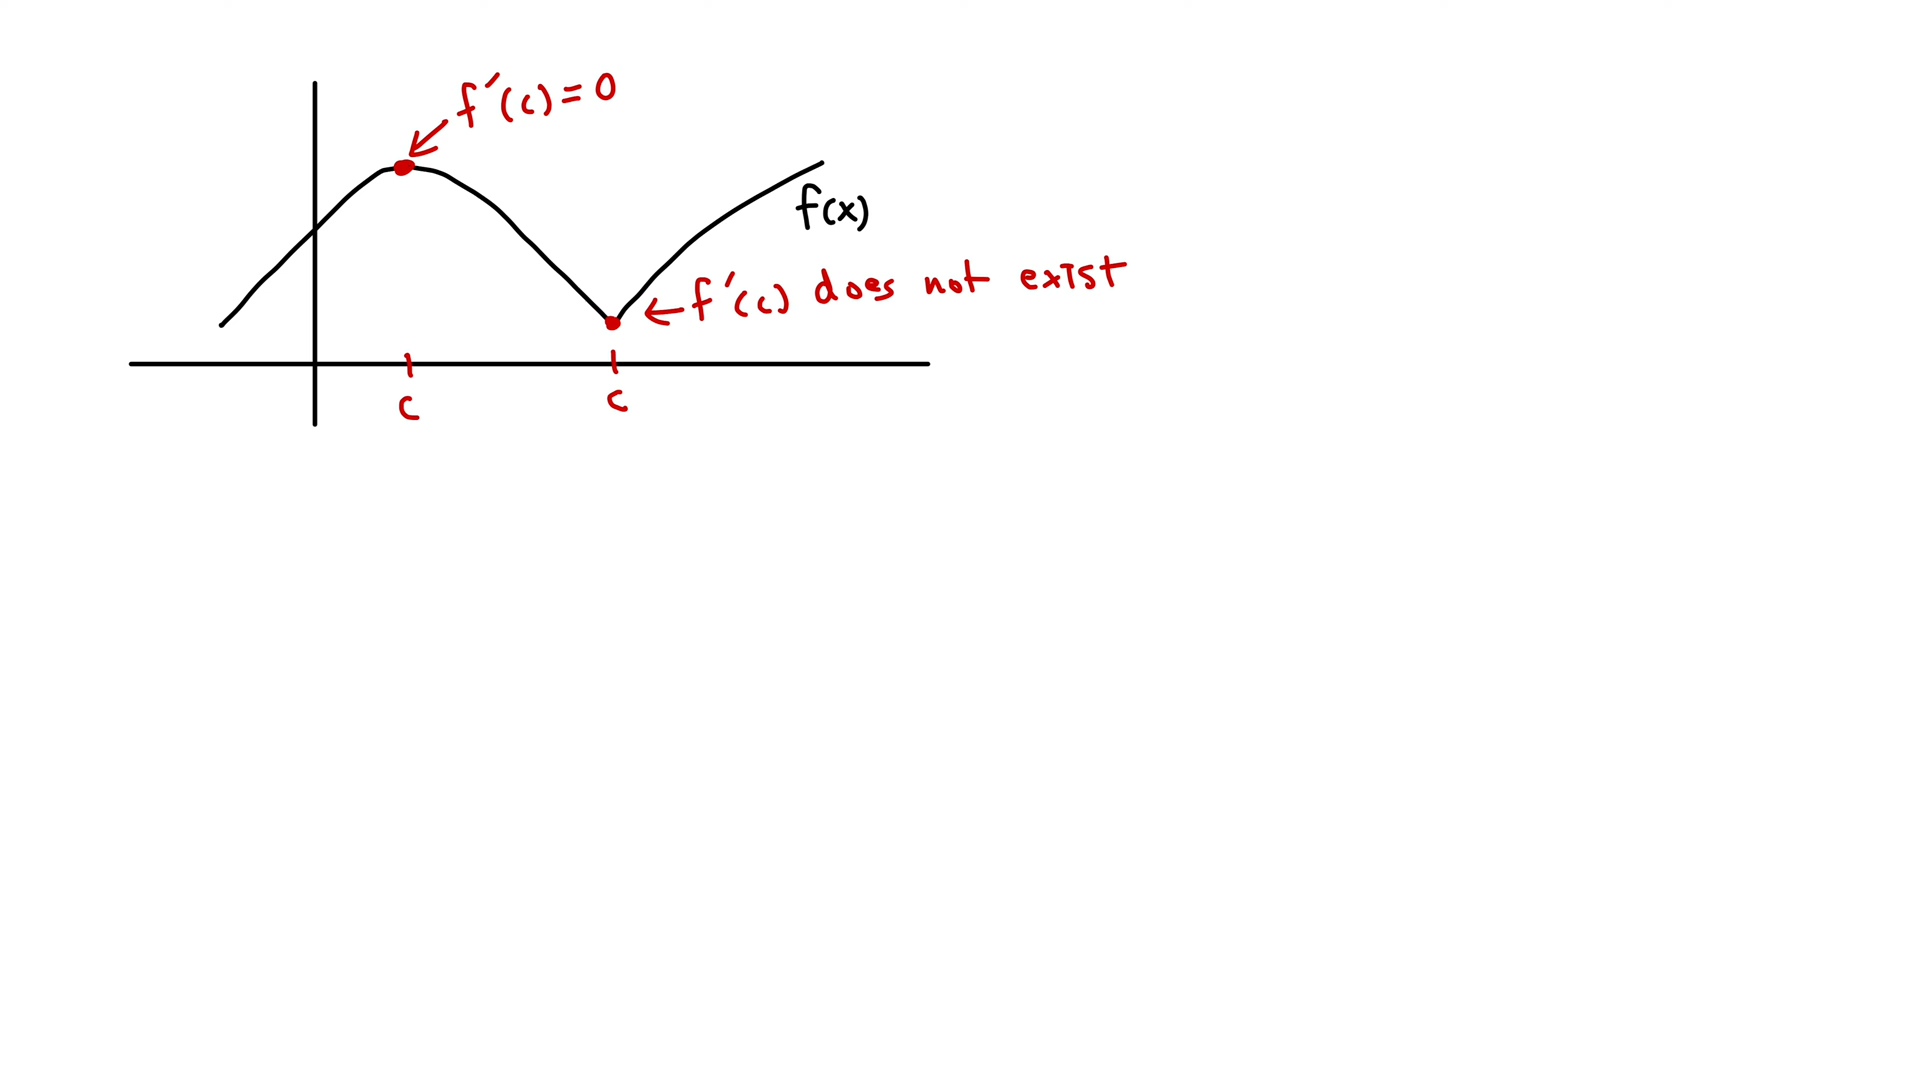 f′(c) = 0
f(x)
f′(c) does not exist
c
c